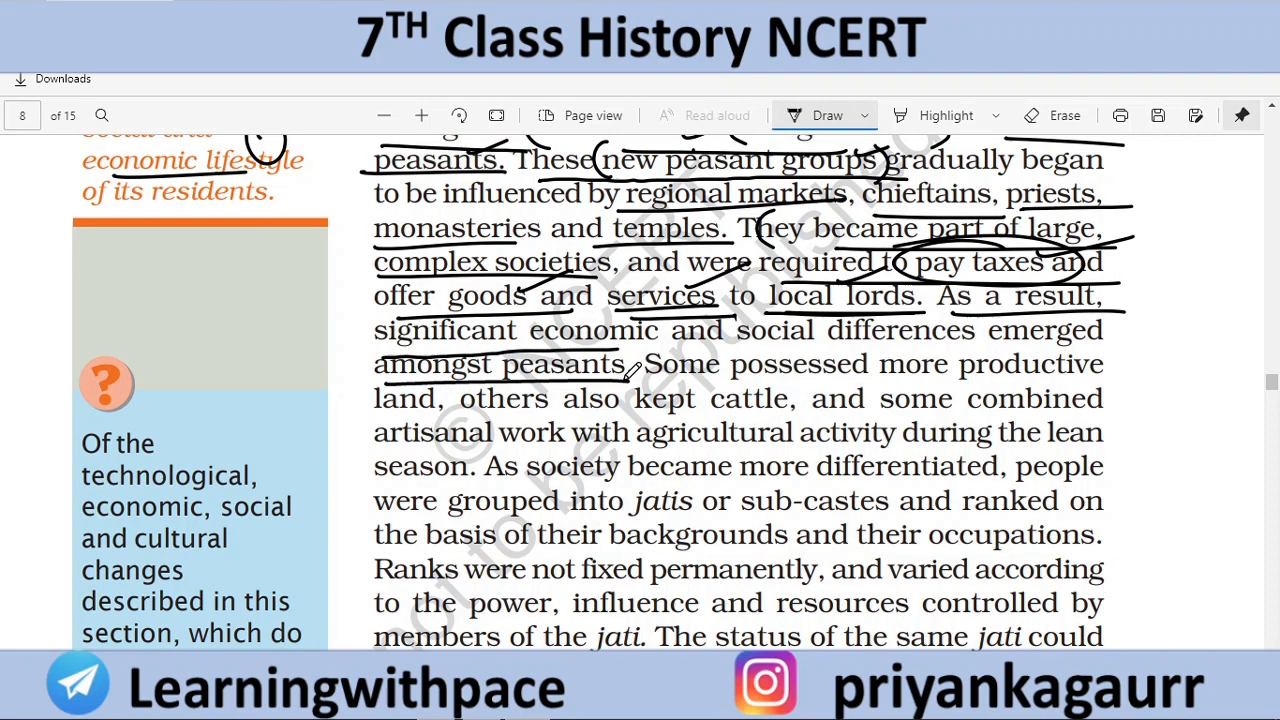 7TH Class History NCERT
Downloads
8 of 15
Page view
Read aloud
Draw
Highlight
Erase
economic lifestyle
of its residents.
peasants. These new peasant groups gradually began
to be influenced by regional markets, chieftains, priests,
monasteries and temples. They became part of large,
complex societies, and were required to pay taxes and
offer goods and services to local lords. As a result,
significant economic and social differences emerged
amongst peasants. Some possessed more productive
land, others also kept cattle, and some combined
artisanal work with agricultural activity during the lean
season. As society became more differentiated, people
were grouped into jatis or sub-castes and ranked on
the basis of their backgrounds and their occupations.
Ranks were not fixed permanently, and varied according
to the power, influence and resources controlled by
members of the jati. The status of the same jati could
?
Of the
technological,
economic, social
and cultural
changes
described in this
section, which do
© NCERT
not to be republished
Learningwithpace
priyankagaurr